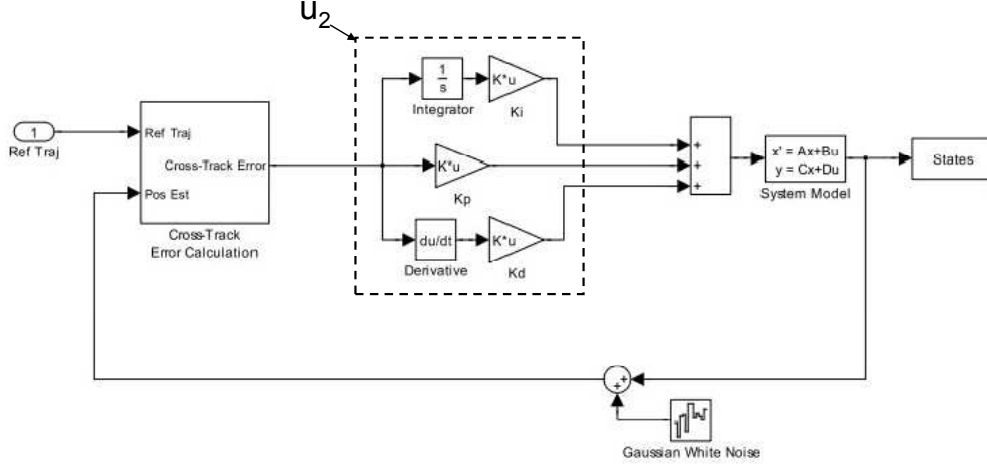 u2
1
Ref Traj
Ref Traj
Cross-Track Error
Pos Est
Cross-Track
Error Calculation
1
s
Integrator
K*u
Ki
K*u
Kp
du/dt
Derivative
K*u
Kd
+
+
+
x' = Ax+Bu
y = Cx+Du
System Model
States
+
+
Gaussian White Noise